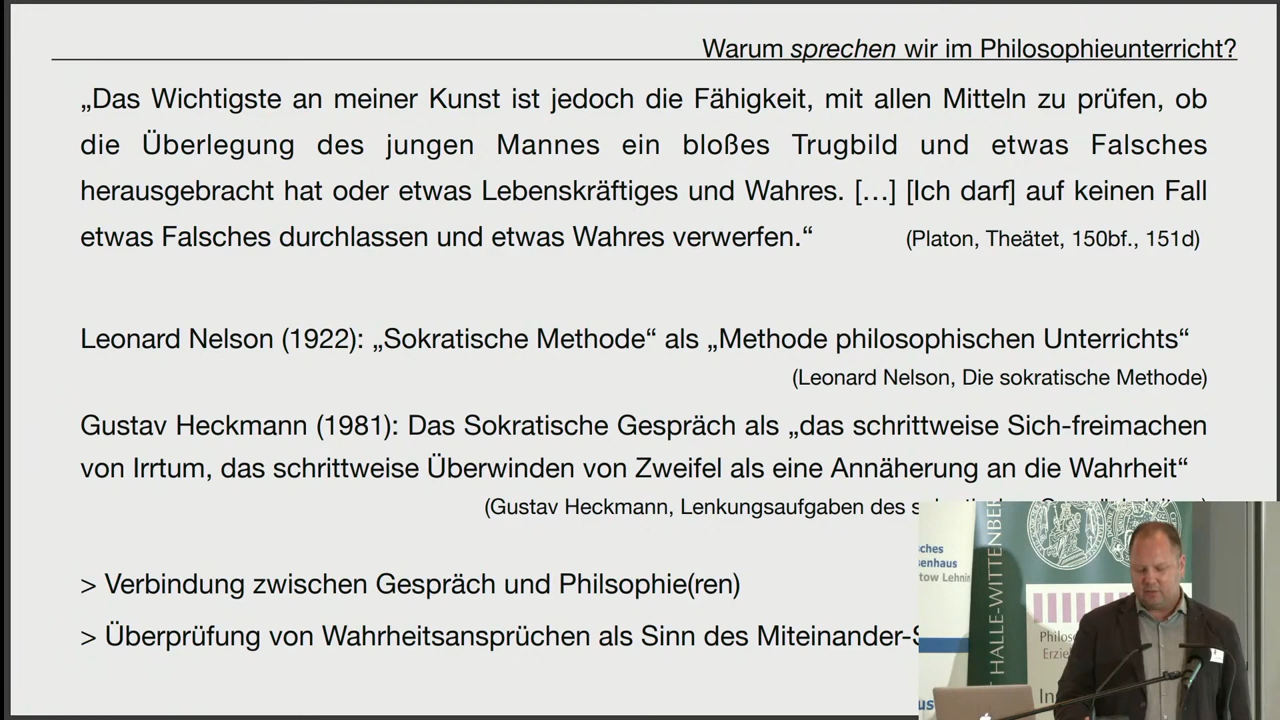 Warum sprechen wir im Philosophieunterricht?
„Das Wichtigste an meiner Kunst ist jedoch die Fähigkeit, mit allen Mitteln zu prüfen, ob
die Überlegung des jungen Mannes ein bloßes Trugbild und etwas Falsches
herausgebracht hat oder etwas Lebenskräftiges und Wahres. […] [Ich darf] auf keinen Fall
etwas Falsches durchlassen und etwas Wahres verwerfen.“ (Platon, Theätet, 150bf., 151d)
Leonard Nelson (1922): „Sokratische Methode“ als „Methode philosophischen Unterrichts“
(Leonard Nelson, Die sokratische Methode)
Gustav Heckmann (1981): Das Sokratische Gespräch als „das schrittweise Sich-freimachen
von Irrtum, das schrittweise Überwinden von Zweifel als eine Annäherung an die Wahrheit“
(Gustav Heckmann, Lenkungsaufgaben des
> Verbindung zwischen Gespräch und Philsophie(ren)
> Überprüfung von Wahrheitsansprüchen als Sinn des Miteinander-
HALLE-WITTENBER